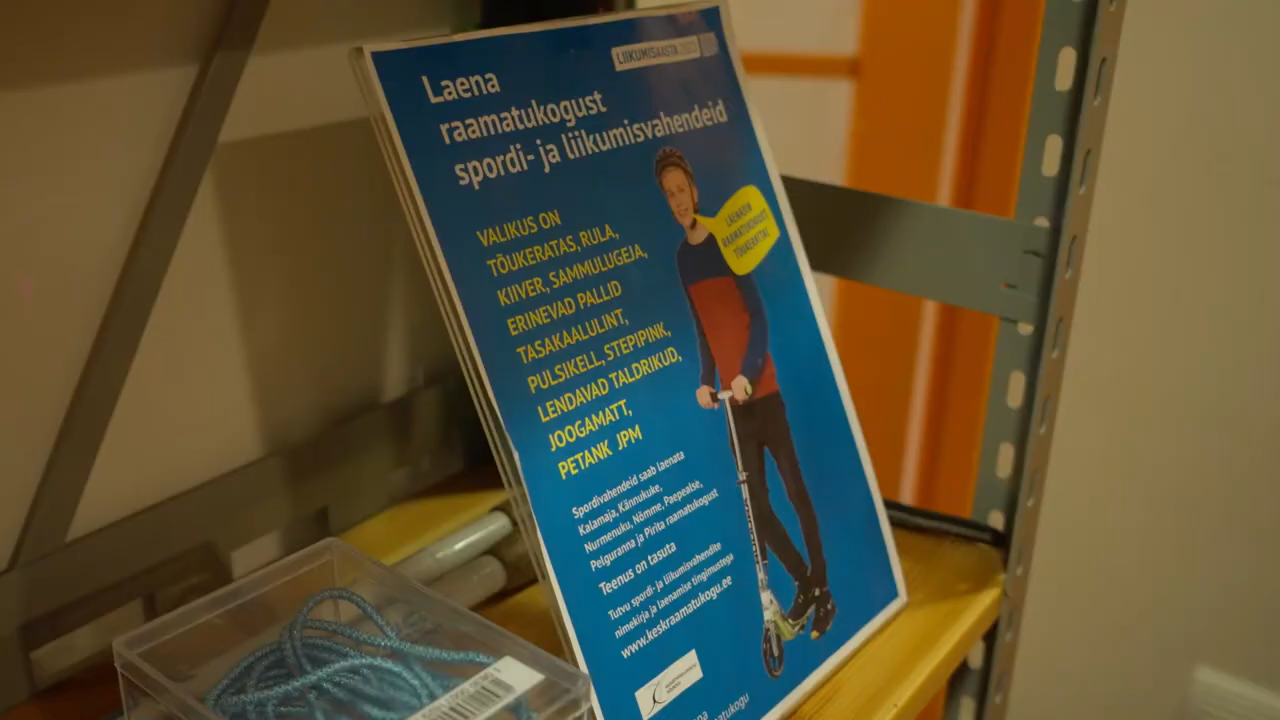 LIIKUMISAASTA 2023
Laena
raamatukogust
spordi- ja liikumisvahendeid
LAENASIN
RAAMATUKOGUST
TÕUKERATTA!
VALIKUS ON
TÕUKERATAS, RULA,
KIIVER, SAMMULUGEJA,
ERINEVAD PALLID
TASAKAALULINT,
PULSIKELL, STEPIPINK,
LENDAVAD TALDRIKUD,
JOOGAMATT,
PETANK JPM
Spordivahendeid saab laenata
Kalamaja, Kännukuke,
Nurmenuku, Nõmme, Paepealse,
Pelguranna ja Pirita raamatukogust
Teenus on tasuta
Tutvu spordi- ja liikumisvahendite
nimekirja ja laenamise tingimustega
www.keskraamatukogu.ee